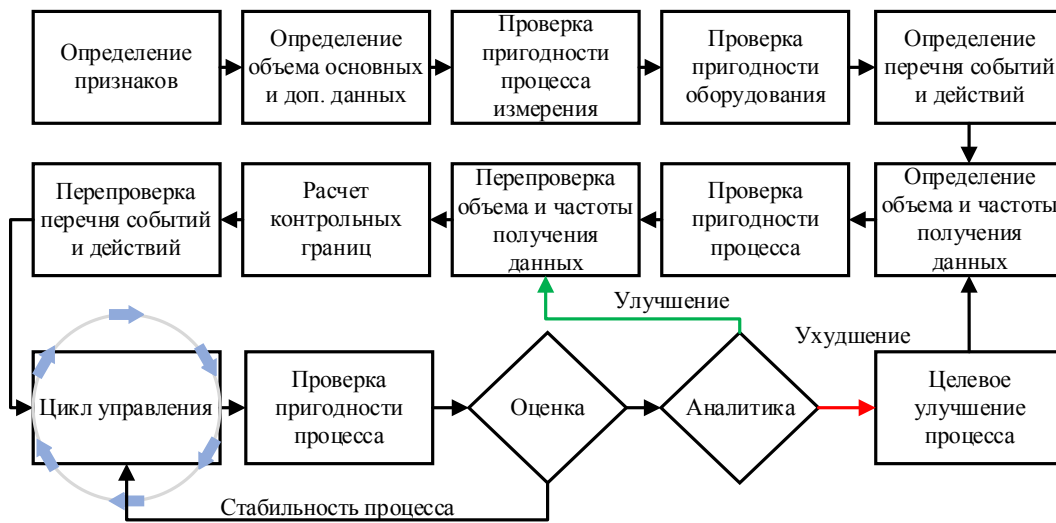 Определение
признаков
Определение
объема основных
и доп. данных
Проверка
пригодности
процесса
измерения
Проверка
пригодности
оборудования
Определение
перечня событий
и действий
Определение
объема и частоты
получения
данных
Проверка
пригодности
процесса
Перепроверка
объема и частоты
получения
данных
Расчет
контрольных
границ
Перепроверка
перечня событий
и действий
Цикл управления
Проверка
пригодности
процесса
Оценка
Стабильность процесса
Аналитика
Улучшение
Ухудшение
Целевое
улучшение
процесса